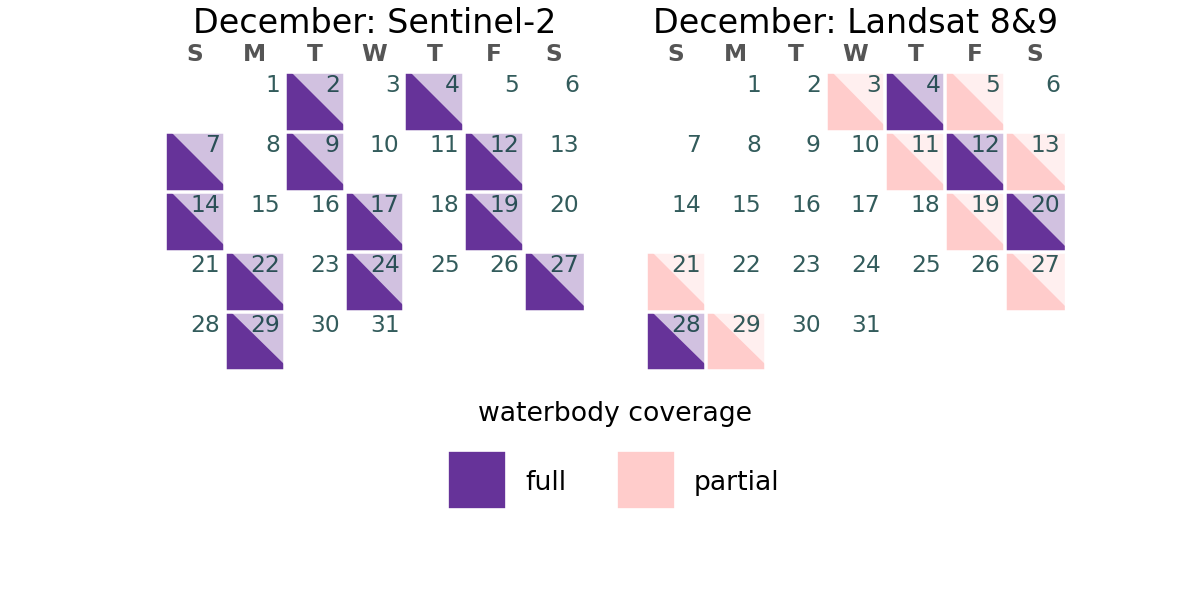 December: Sentinel-2
S M T W T F S
1 2 3 4 5 6
7 8 9 10 11 12 13
14 15 16 17 18 19 20
21 22 23 24 25 26 27
28 29 30 31
December: Landsat 8&9
S M T W T F S
1 2 3 4 5 6
7 8 9 10 11 12 13
14 15 16 17 18 19 20
21 22 23 24 25 26 27
28 29 30 31
waterbody coverage
full partial